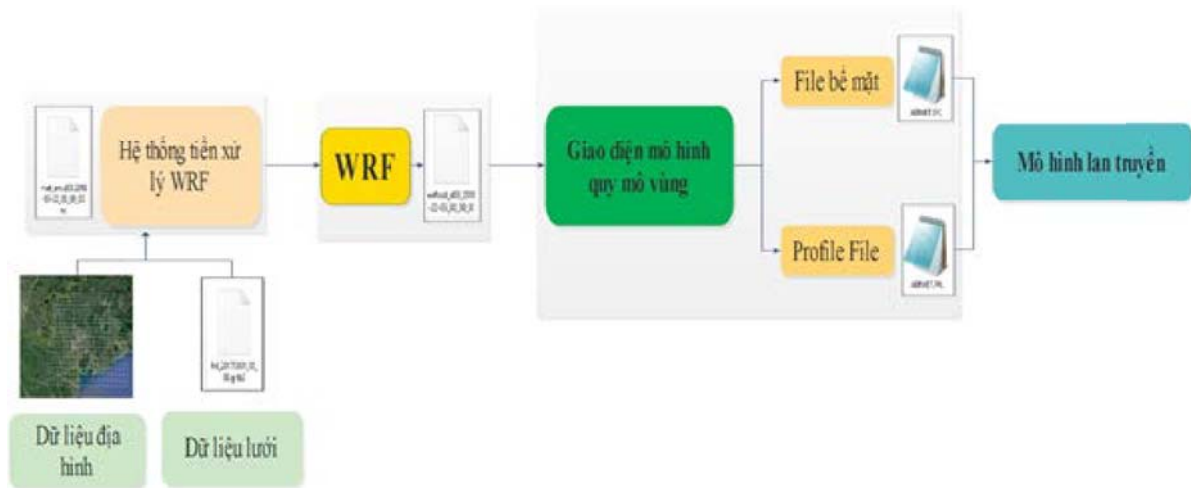 Hệ thống tiền xử
lý WRF
WRF
Giao diện mô hình
quy mô vùng
File bề mặt
Profile File
Mô hình lan truyền
Dữ liệu địa
hình
Dữ liệu lưới